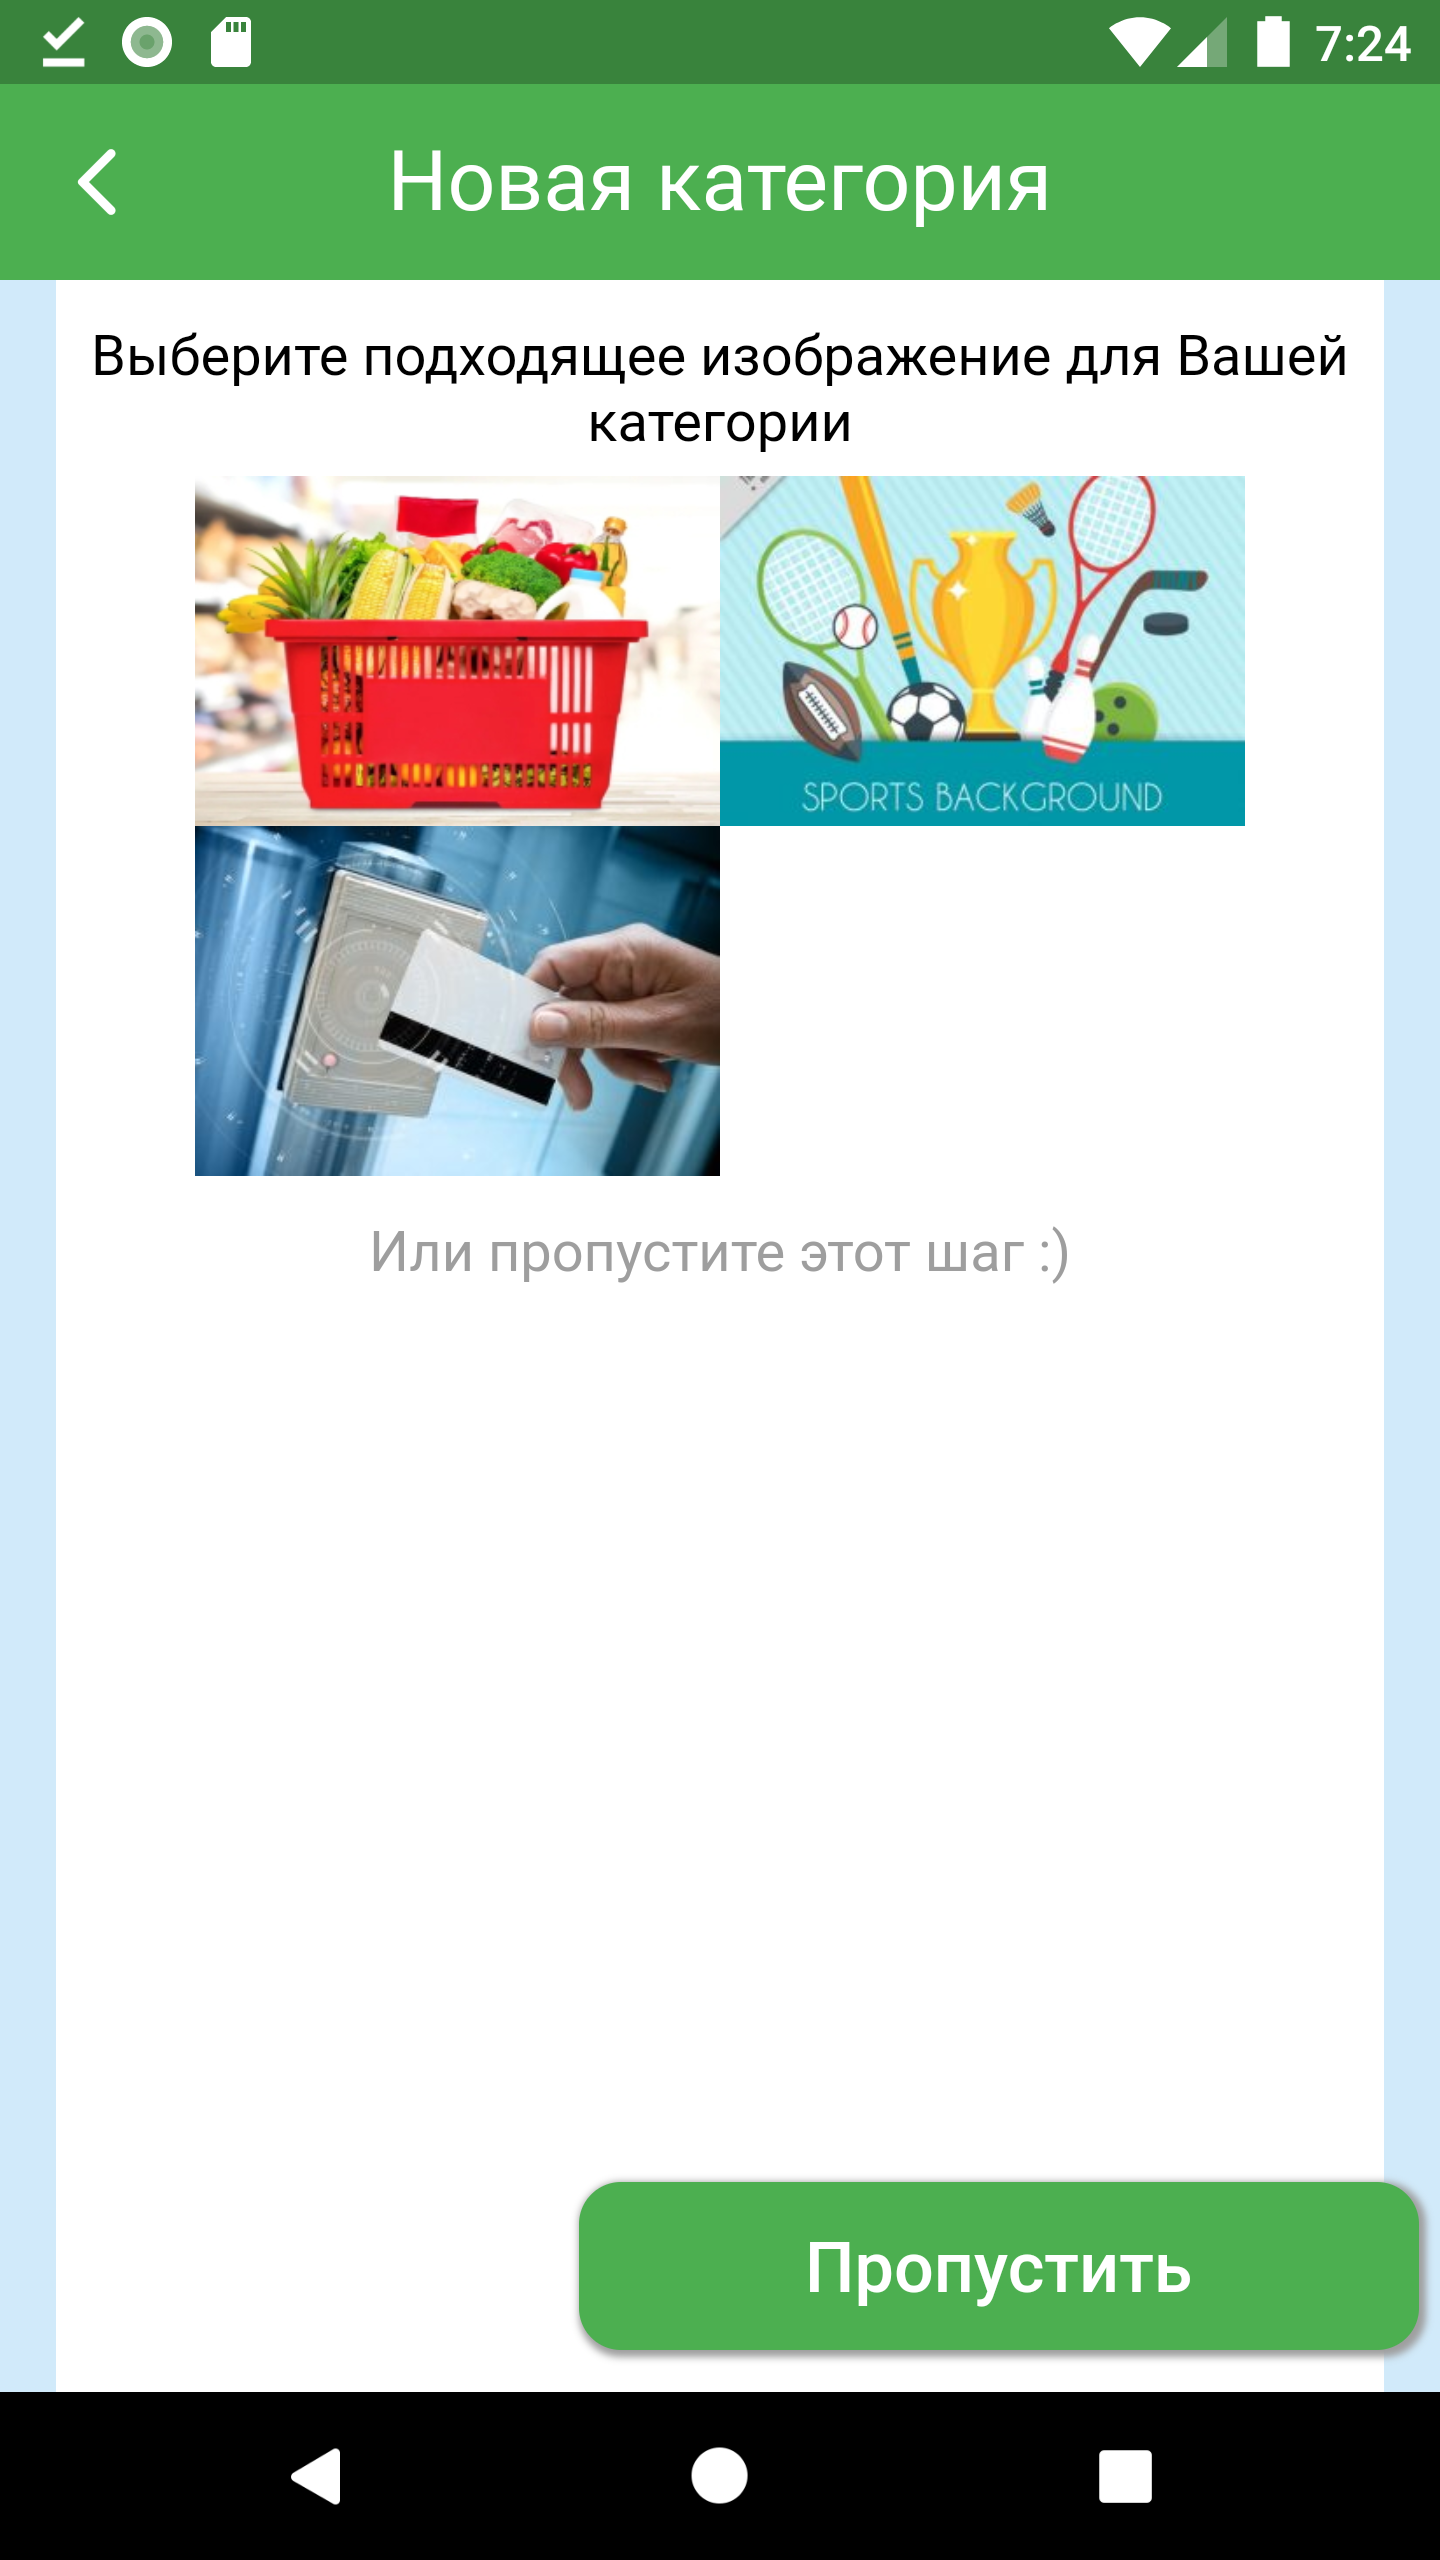 7:24
Новая категория
Выберите подходящее изображение для Вашей
категории
SPORTS BACKGROUND
Или пропустите этот шаг :)
Пропустить